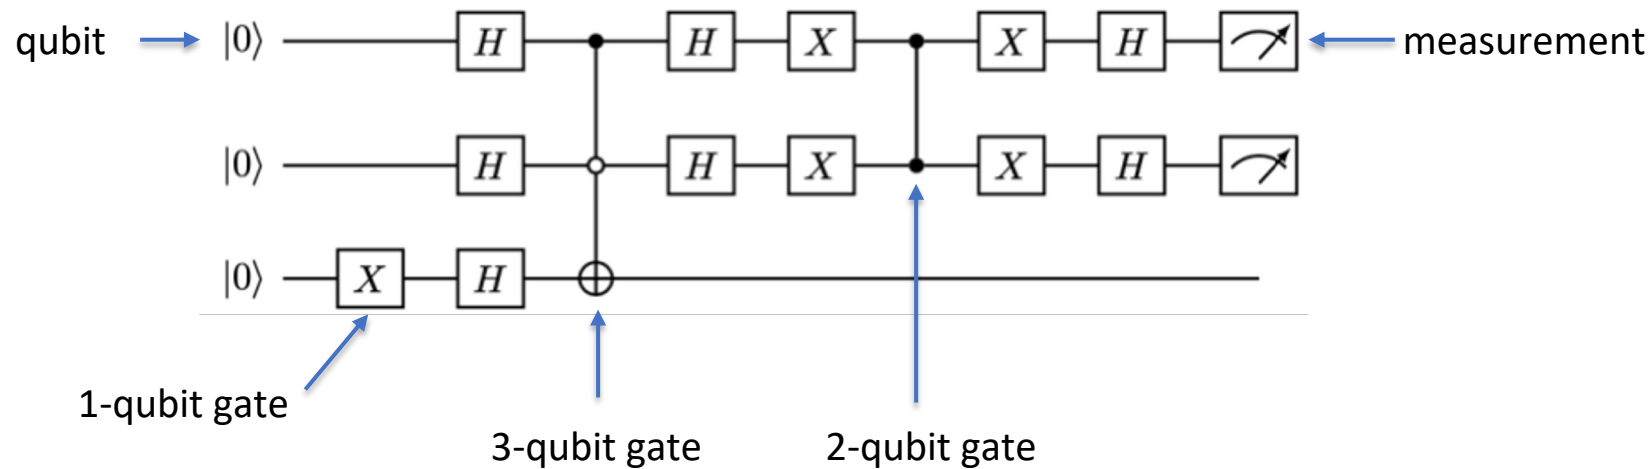 qubit |0⟩ H H X X H measurement
|0⟩ H H X X H
|0⟩ X H
1-qubit gate
3-qubit gate 2-qubit gate